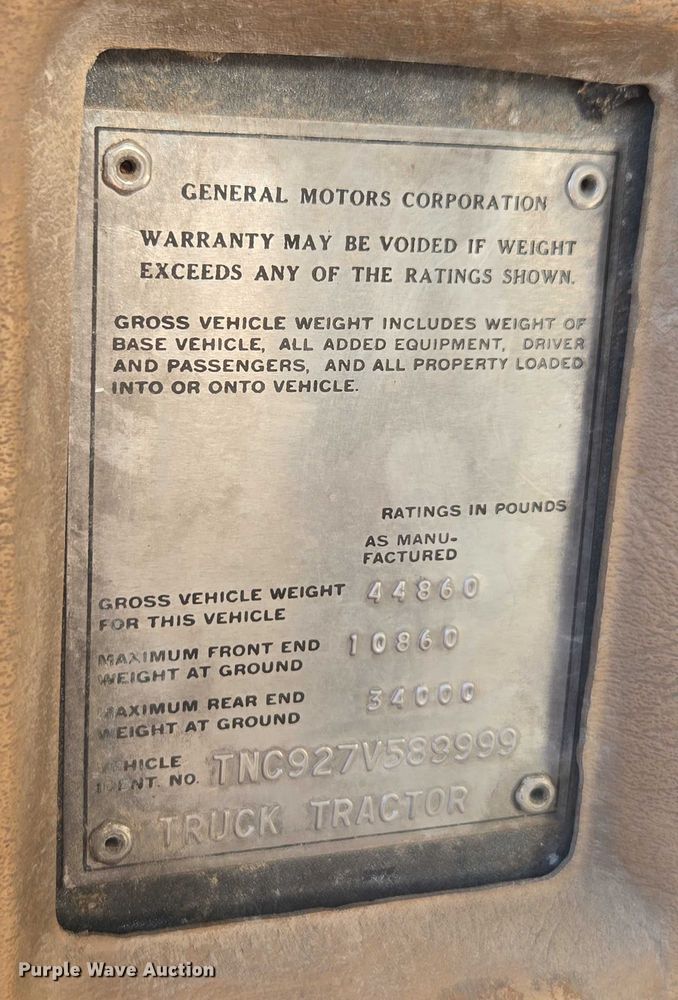 GENERAL MOTORS CORPORATION
WARRANTY MAY BE VOIDED IF WEIGHT
EXCEEDS ANY OF THE RATINGS SHOWN.
GROSS VEHICLE WEIGHT INCLUDES WEIGHT OF
BASE VEHICLE, ALL ADDED EQUIPMENT, DRIVER
AND PASSENGERS, AND ALL PROPERTY LOADED
INTO OR ONTO VEHICLE.
RATINGS IN POUNDS
AS MANU-
FACTURED
GROSS VEHICLE WEIGHT 44860
FOR THIS VEHICLE
MAXIMUM FRONT END 10860
WEIGHT AT GROUND
MAXIMUM REAR END 34000
WEIGHT AT GROUND
VEHICLE
IDENT. NO. TNC927V589999
TRUCK TRACTOR
Purple Wave Auction